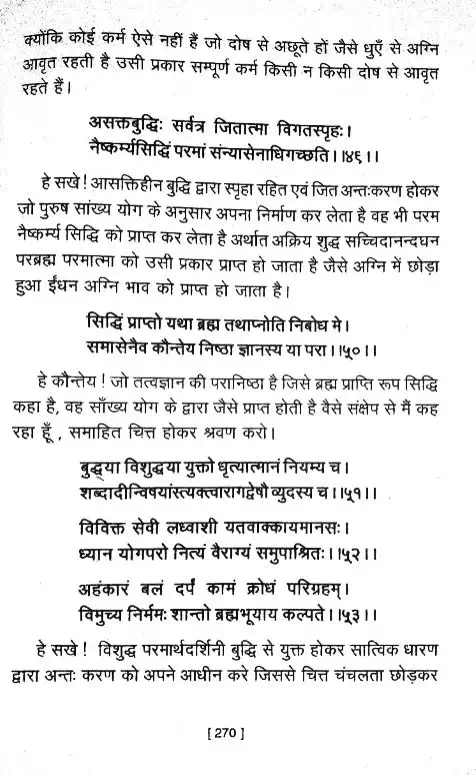 क्योंकि कोई कर्म ऐसे नहीं हैं जो दोष से अछूते हों जैसे धुएँ से अग्नि
आवृत रहती है उसी प्रकार सम्पूर्ण कर्म किसी न किसी दोष से आवृत
रहते हैं।
असक्तबुद्धिः सर्वत्र जितात्मा विगतस्पृहः।
नैष्कर्म्यसिद्धिं परमां संन्यासेनाधिगच्छति।।४६।।
हे सखे! आसक्तिहीन बुद्धि द्वारा स्पृहा रहित एवं जित अन्तःकरण होकर
जो पुरुष सांख्य योग के अनुसार अपना निर्माण कर लेता है वह भी परम
नैष्कर्म्य सिद्धि को प्राप्त कर लेता है अर्थात अक्रिय शुद्ध सच्चिदानन्दघन
परब्रह्म परमात्मा को उसी प्रकार प्राप्त हो जाता है जैसे अग्नि में छोड़ा
हुआ ईंधन अग्नि भाव को प्राप्त हो जाता है।
सिद्धिं प्राप्तो यथा ब्रह्म तथाप्नोति निबोध मे।
समासेनैव कौन्तेय निष्ठा ज्ञानस्य या परा।।५०।।
हे कौन्तेय! जो तत्वज्ञान की परानिष्ठा है जिसे ब्रह्म प्राप्ति रूप सिद्धि
कहा है, वह साँख्य योग के द्वारा जैसे प्राप्त होती है वैसे संक्षेप से मैं कह
रहा हूँ , समाहित चित्त होकर श्रवण करो।
बुद्ध्या विशुद्धया युक्तो धृत्यात्मानं नियम्य च।
शब्दादीन्विषयांस्त्यक्त्वारागद्वेषौ व्युदस्य च।।५१।।
विविक्त सेवी लध्वाशी यतवाक्कायमानसः।
ध्यान योगपरो नित्यं वैराग्यं समुपाश्रितः।।५२।।
अहंकारं बलं दर्पं कामं क्रोधं परिग्रहम्।
विमुच्य निर्ममः शान्तो ब्रह्मभूयाय कल्पते।।५३।।
हे सखे! विशुद्ध परमार्थदर्शिनी बुद्धि से युक्त होकर सात्विक धारण
द्वारा अन्तः करण को अपने आधीन करे जिससे चित्त चंचलता छोड़कर
[ 270 ]